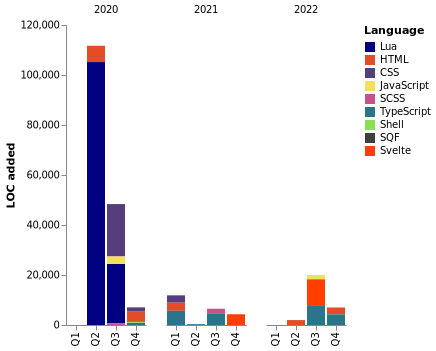 2020 2021 2022
LOC added
120,000
100,000
80,000
60,000
40,000
20,000
0
Q1 Q2 Q3 Q4 Q1 Q2 Q3 Q4 Q1 Q2 Q3 Q4
Language
Lua
HTML
CSS
JavaScript
SCSS
TypeScript
Shell
SQF
Svelte